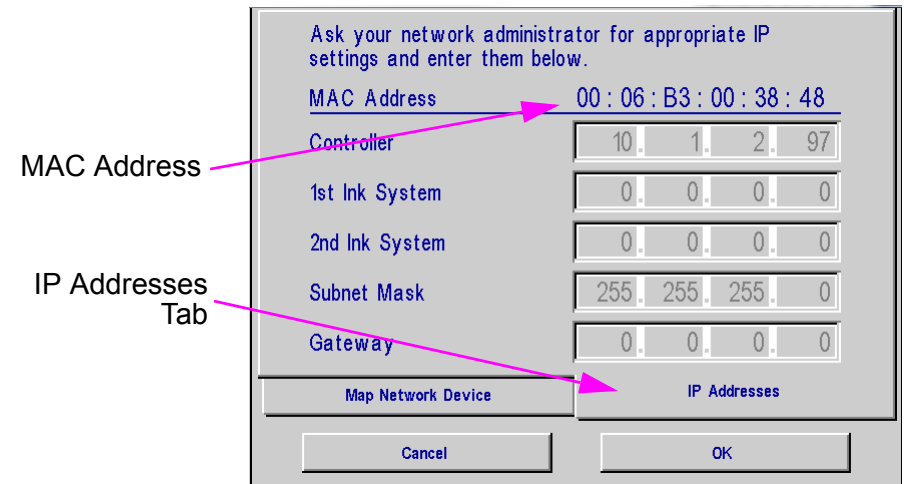 Ask your network administrator for appropriate IP
settings and enter them below.
MAC Address 00 : 06 : B3 : 00 : 38 : 48
MAC Address
Controller 10. 1. 2. 97
1st Ink System 0. 0. 0. 0
2nd Ink System 0. 0. 0. 0
IP Addresses
Tab
Subnet Mask 255. 255. 255. 0
Gateway 0. 0. 0. 0
Map Network Device IP Addresses
Cancel OK